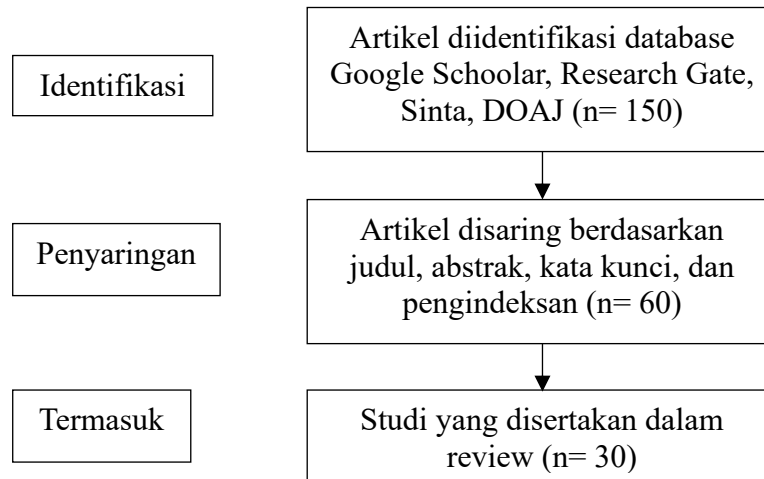 Identifikasi
Artikel diidentifikasi database
Google Schoolar, Research Gate,
Sinta, DOAJ (n= 150)
Penyaringan
Artikel disaring berdasarkan
judul, abstrak, kata kunci, dan
pengindeksan (n= 60)
Termasuk
Studi yang disertakan dalam
review (n= 30)